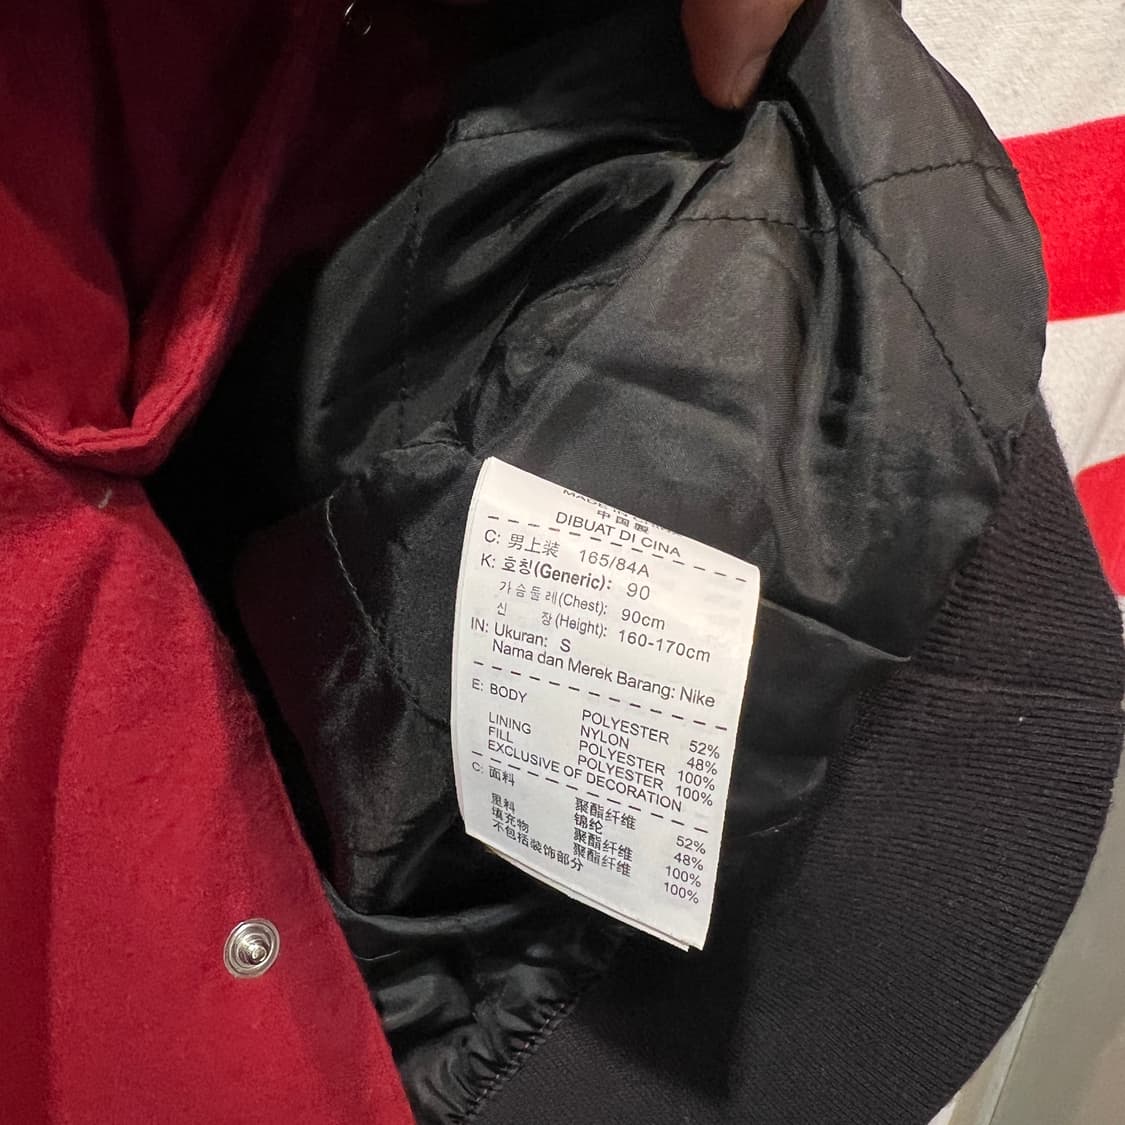 MADE IN CHINA
中国製
DIBUAT DI CINA
C: 男上装 165/84A
K: 호칭(Generic): 90
가슴둘레(Chest): 90cm
신 장(Height): 160-170cm
IN: Ukuran: S
Nama dan Merek Barang: Nike
E: BODY POLYESTER 52%
NYLON 48%
LINING POLYESTER 100%
FILL POLYESTER 100%
EXCLUSIVE OF DECORATION
C: 面料 聚酯纤维 52%
锦纶 48%
里料 聚酯纤维 100%
填充物 聚酯纤维 100%
不包括装饰部分